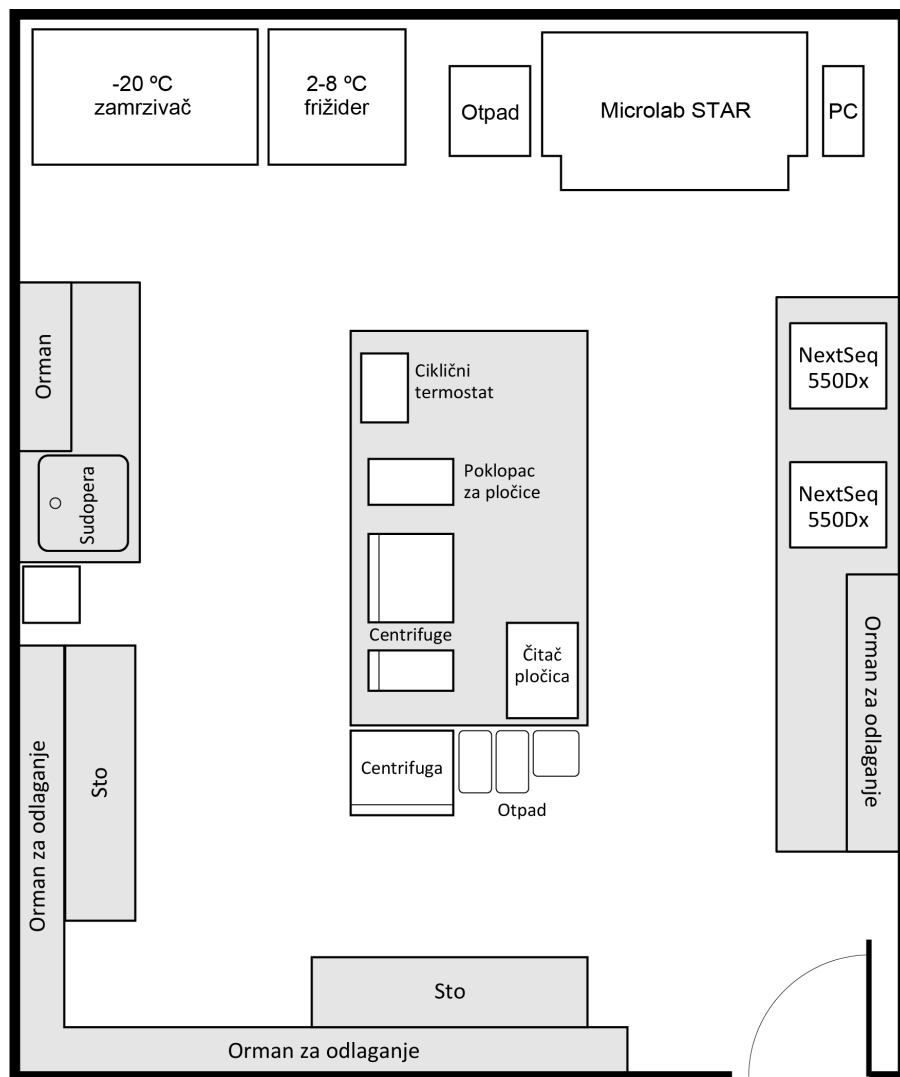 -20 ºC
zamrzivač
2-8 ºC
frižider
Otpad
Microlab STAR
PC
Orman
Sudopera
Ciklični
termostat
Poklopac
za pločice
Centrifuge
Čitač
pločica
Centrifuga
Otpad
NextSeq
550Dx
NextSeq
550Dx
Orman za odlaganje
Orman za odlaganje
Sto
Sto
Orman za odlaganje